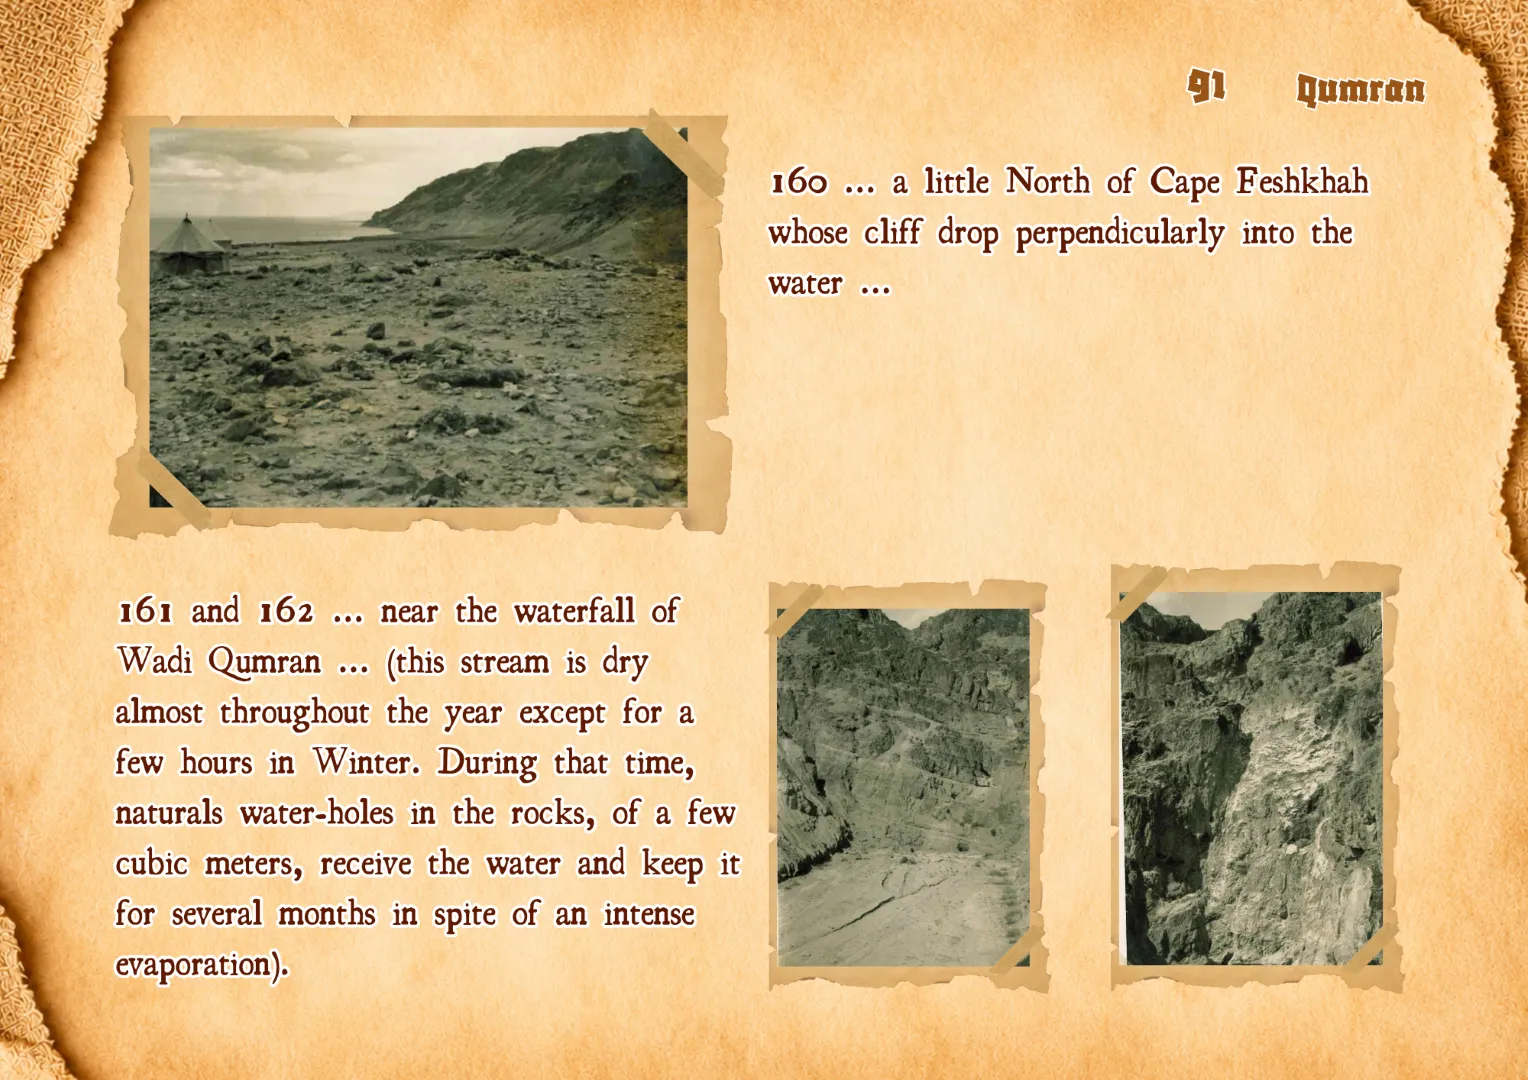 91 Qumran
160 ... a little North of Cape Feshkhah
whose cliff drop perpendicularly into the
water ...
161 and 162 ... near the waterfall of
Wadi Qumran ... (this stream is dry
almost throughout the year except for a
few hours in Winter. During that time,
naturals water-holes in the rocks, of a few
cubic meters, receive the water and keep it
for several months in spite of an intense
evaporation).